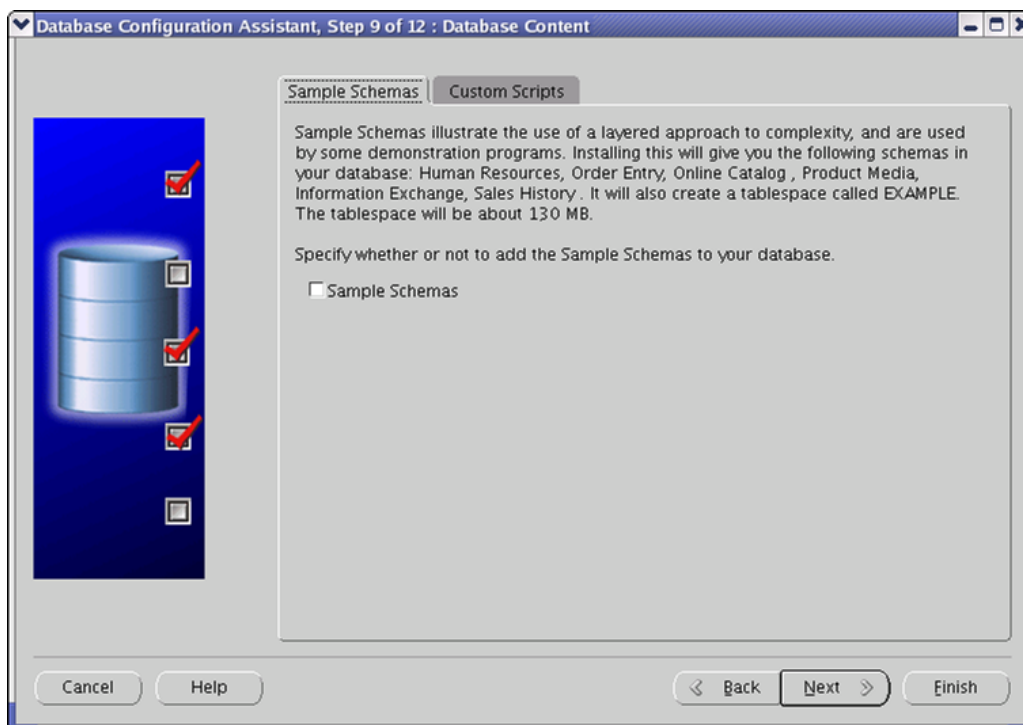 Database Configuration Assistant, Step 9 of 12 : Database Content
Sample Schemas
Custom Scripts
Sample Schemas illustrate the use of a layered approach to complexity, and are used
by some demonstration programs. Installing this will give you the following schemas in
your database: Human Resources, Order Entry, Online Catalog , Product Media,
Information Exchange, Sales History . It will also create a tablespace called EXAMPLE.
The tablespace will be about 130 MB.
Specify whether or not to add the Sample Schemas to your database.
Sample Schemas
Cancel
Help
Back
Next
Finish